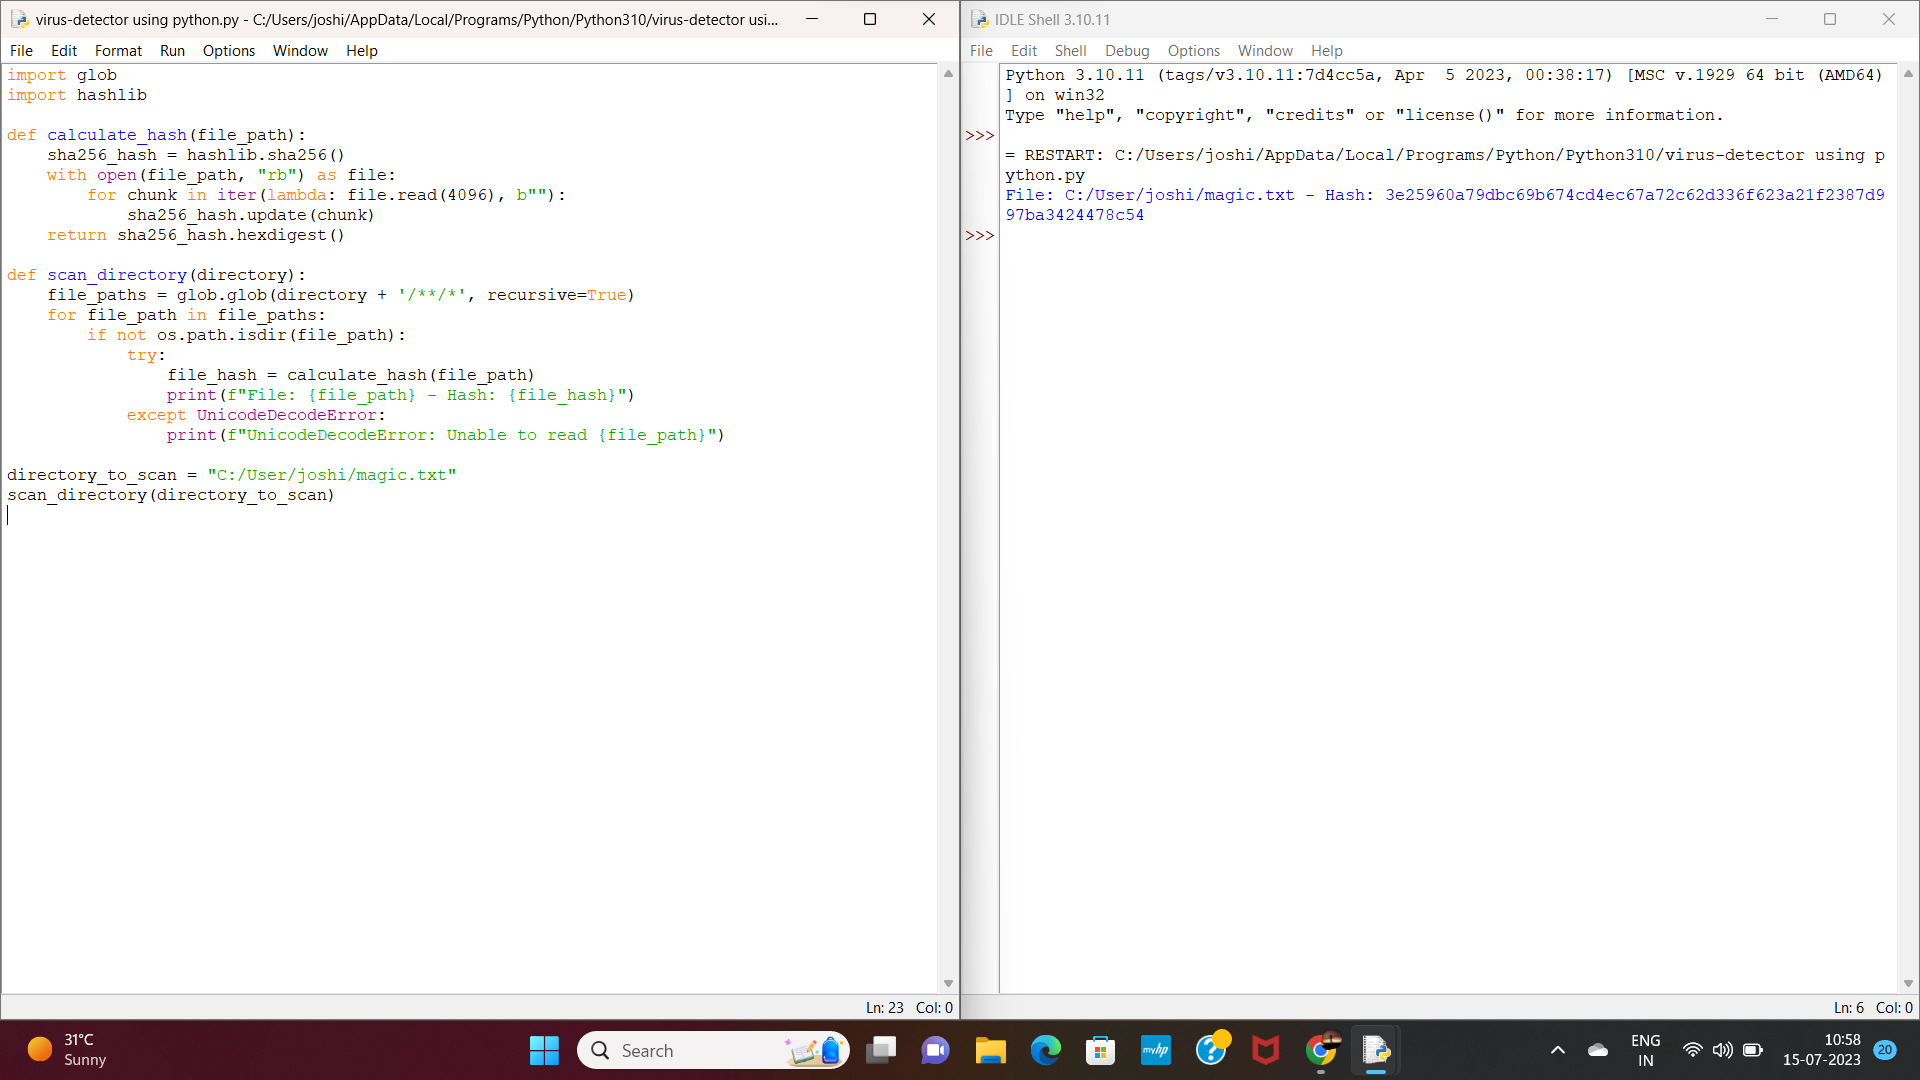 virus-detector using python.py - C:/Users/joshi/AppData/Local/Programs/Python/Python310/virus-detector usi...
File Edit Format Run Options Window Help
import glob
import hashlib
def calculate_hash(file_path):
    sha256_hash = hashlib.sha256()
    with open(file_path, "rb") as file:
        for chunk in iter(lambda: file.read(4096), b""):
            sha256_hash.update(chunk)
    return sha256_hash.hexdigest()
def scan_directory(directory):
    file_paths = glob.glob(directory + '/**/*', recursive=True)
    for file_path in file_paths:
        if not os.path.isdir(file_path):
            try:
                file_hash = calculate_hash(file_path)
                print(f"File: {file_path} - Hash: {file_hash}")
            except UnicodeDecodeError:
                print(f"UnicodeDecodeError: Unable to read {file_path}")
directory_to_scan = "C:/User/joshi/magic.txt"
scan_directory(directory_to_scan)
Ln: 23 Col: 0
IDLE Shell 3.10.11
File Edit Shell Debug Options Window Help
Python 3.10.11 (tags/v3.10.11:7d4cc5a, Apr  5 2023, 00:38:17) [MSC v.1929 64 bit (AMD64)
] on win32
Type "help", "copyright", "credits" or "license()" for more information.
>>>
= RESTART: C:/Users/joshi/AppData/Local/Programs/Python/Python310/virus-detector using p
ython.py
File: C:/User/joshi/magic.txt - Hash: 3e25960a79dbc69b674cd4ec67a72c62d336f623a21f2387d9
97ba3424478c54
>>>
Ln: 6 Col: 0
31°C
Sunny
Search
myhp
ENG
IN
10:58
15-07-2023
20